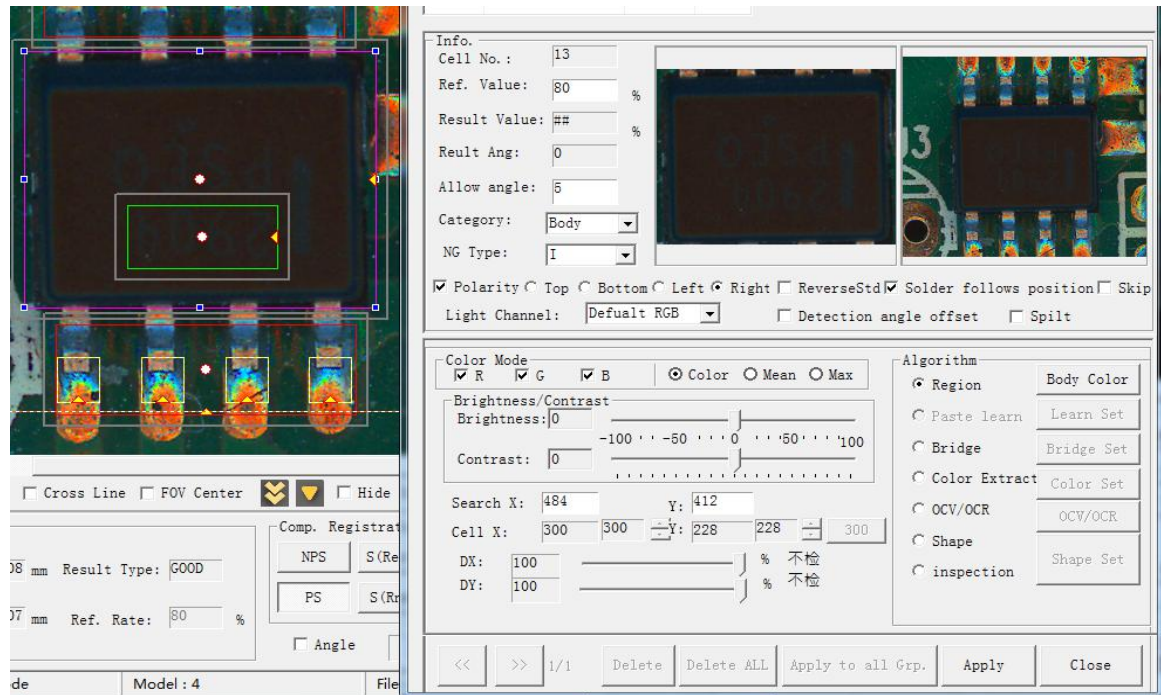 Info.
Cell No.: 13
Ref. Value: 80 %
Result Value: ## %
Reult Ang: 0
Allow angle: 5
Category: Body
NG Type: I
Polarity Top Bottom Left Right ReverseStd Solder follows position Skip
Light Channel: Defualt RGB Detection angle offset Spilt
Color Mode
R G B Color Mean Max
Brightness/Contrast
Brightness: 0
-100 -50 0 50 100
Contrast: 0
Search X: 484 Y: 412
Cell X: 300 300 Y: 228 228 300
DX: 100 % 不检
DY: 100 % 不检
Algorithm
Region Body Color
Paste learn Learn Set
Bridge Bridge Set
Color Extract Color Set
OCV/OCR OCV/OCR
Shape Shape Set
inspection
<< >> 1/1 Delete Delete ALL Apply to all Grp. Apply Close
Cross Line FOV Center Hide
08 mm Result Type: GOOD
07 mm Ref. Rate: 80 %
Comp. Registrat
NPS S(Re
PS S(Rr
Angle
de Model : 4 File